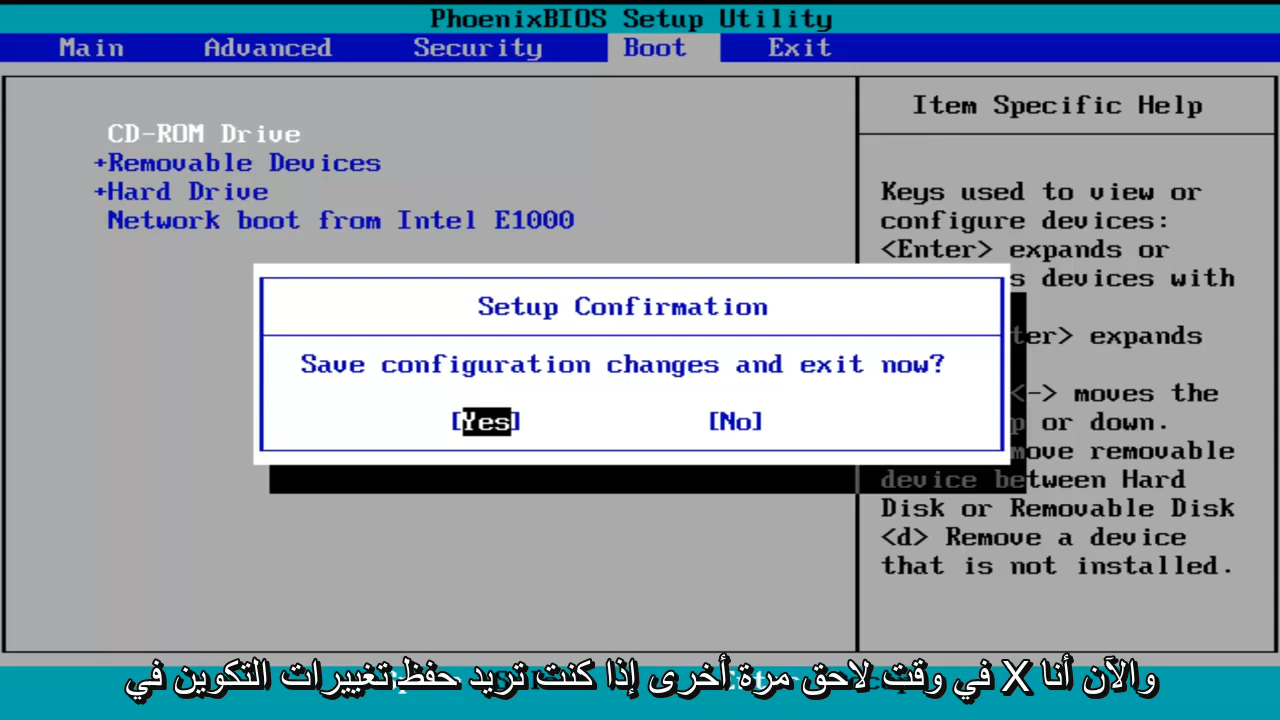 PhoenixBIOS Setup Utility
Main Advanced Security Boot Exit
CD-ROM Drive
+Removable Devices
+Hard Drive
Network boot from Intel E1000
Item Specific Help
Keys used to view or
configure devices:
<Enter> expands or
s devices with
ter> expands
<-> moves the
p or down.
move removable
device between Hard
Disk or Removable Disk
<d> Remove a device
that is not installed.
Setup Confirmation
Save configuration changes and exit now?
[Yes] [No]
والآن أنا X في وقت لاحق مرة أخرى إذا كنت تريد حفظ تغييرات التكوين في